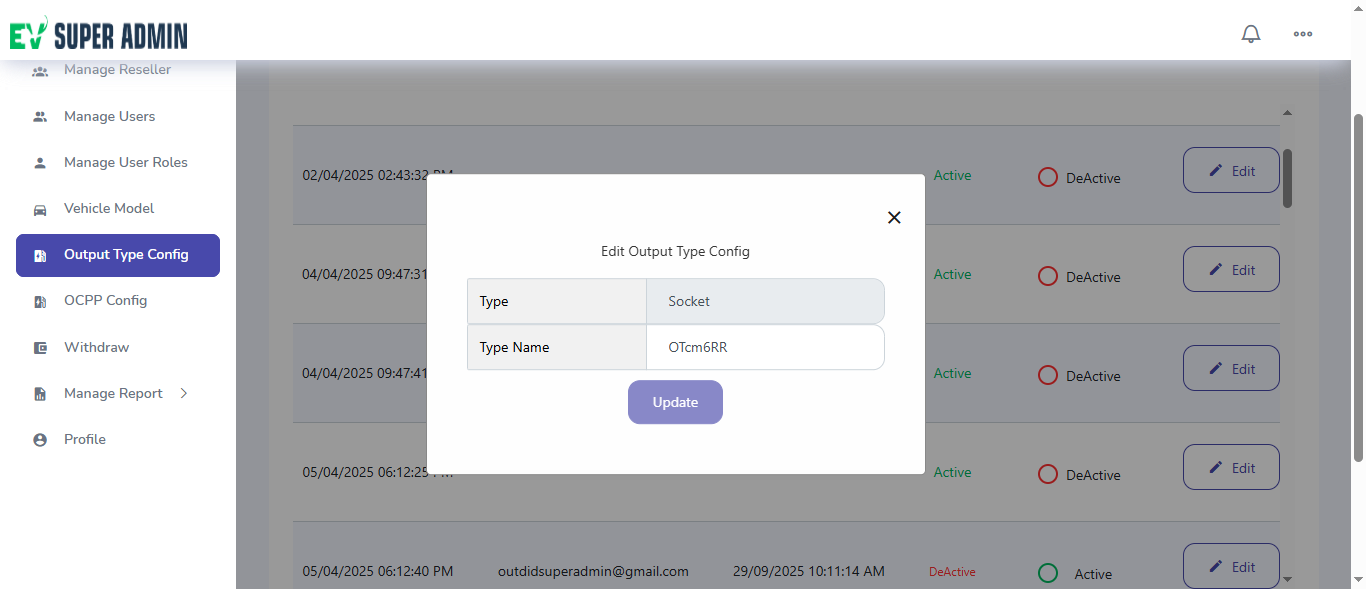 EV SUPER ADMIN
Manage Reseller
Manage Users
Manage User Roles
Vehicle Model
Output Type Config
OCPP Config
Withdraw
Manage Report
Profile
02/04/2025 02:43:32 PM Active DeActive Edit
04/04/2025 09:47:31 Active DeActive Edit
04/04/2025 09:47:41 Active DeActive Edit
05/04/2025 06:12:25 Active DeActive Edit
05/04/2025 06:12:40 PM outdidsuperadmin@gmail.com 29/09/2025 10:11:14 AM DeActive Active Edit
Edit Output Type Config
Type Socket
Type Name OTcm6RR
Update